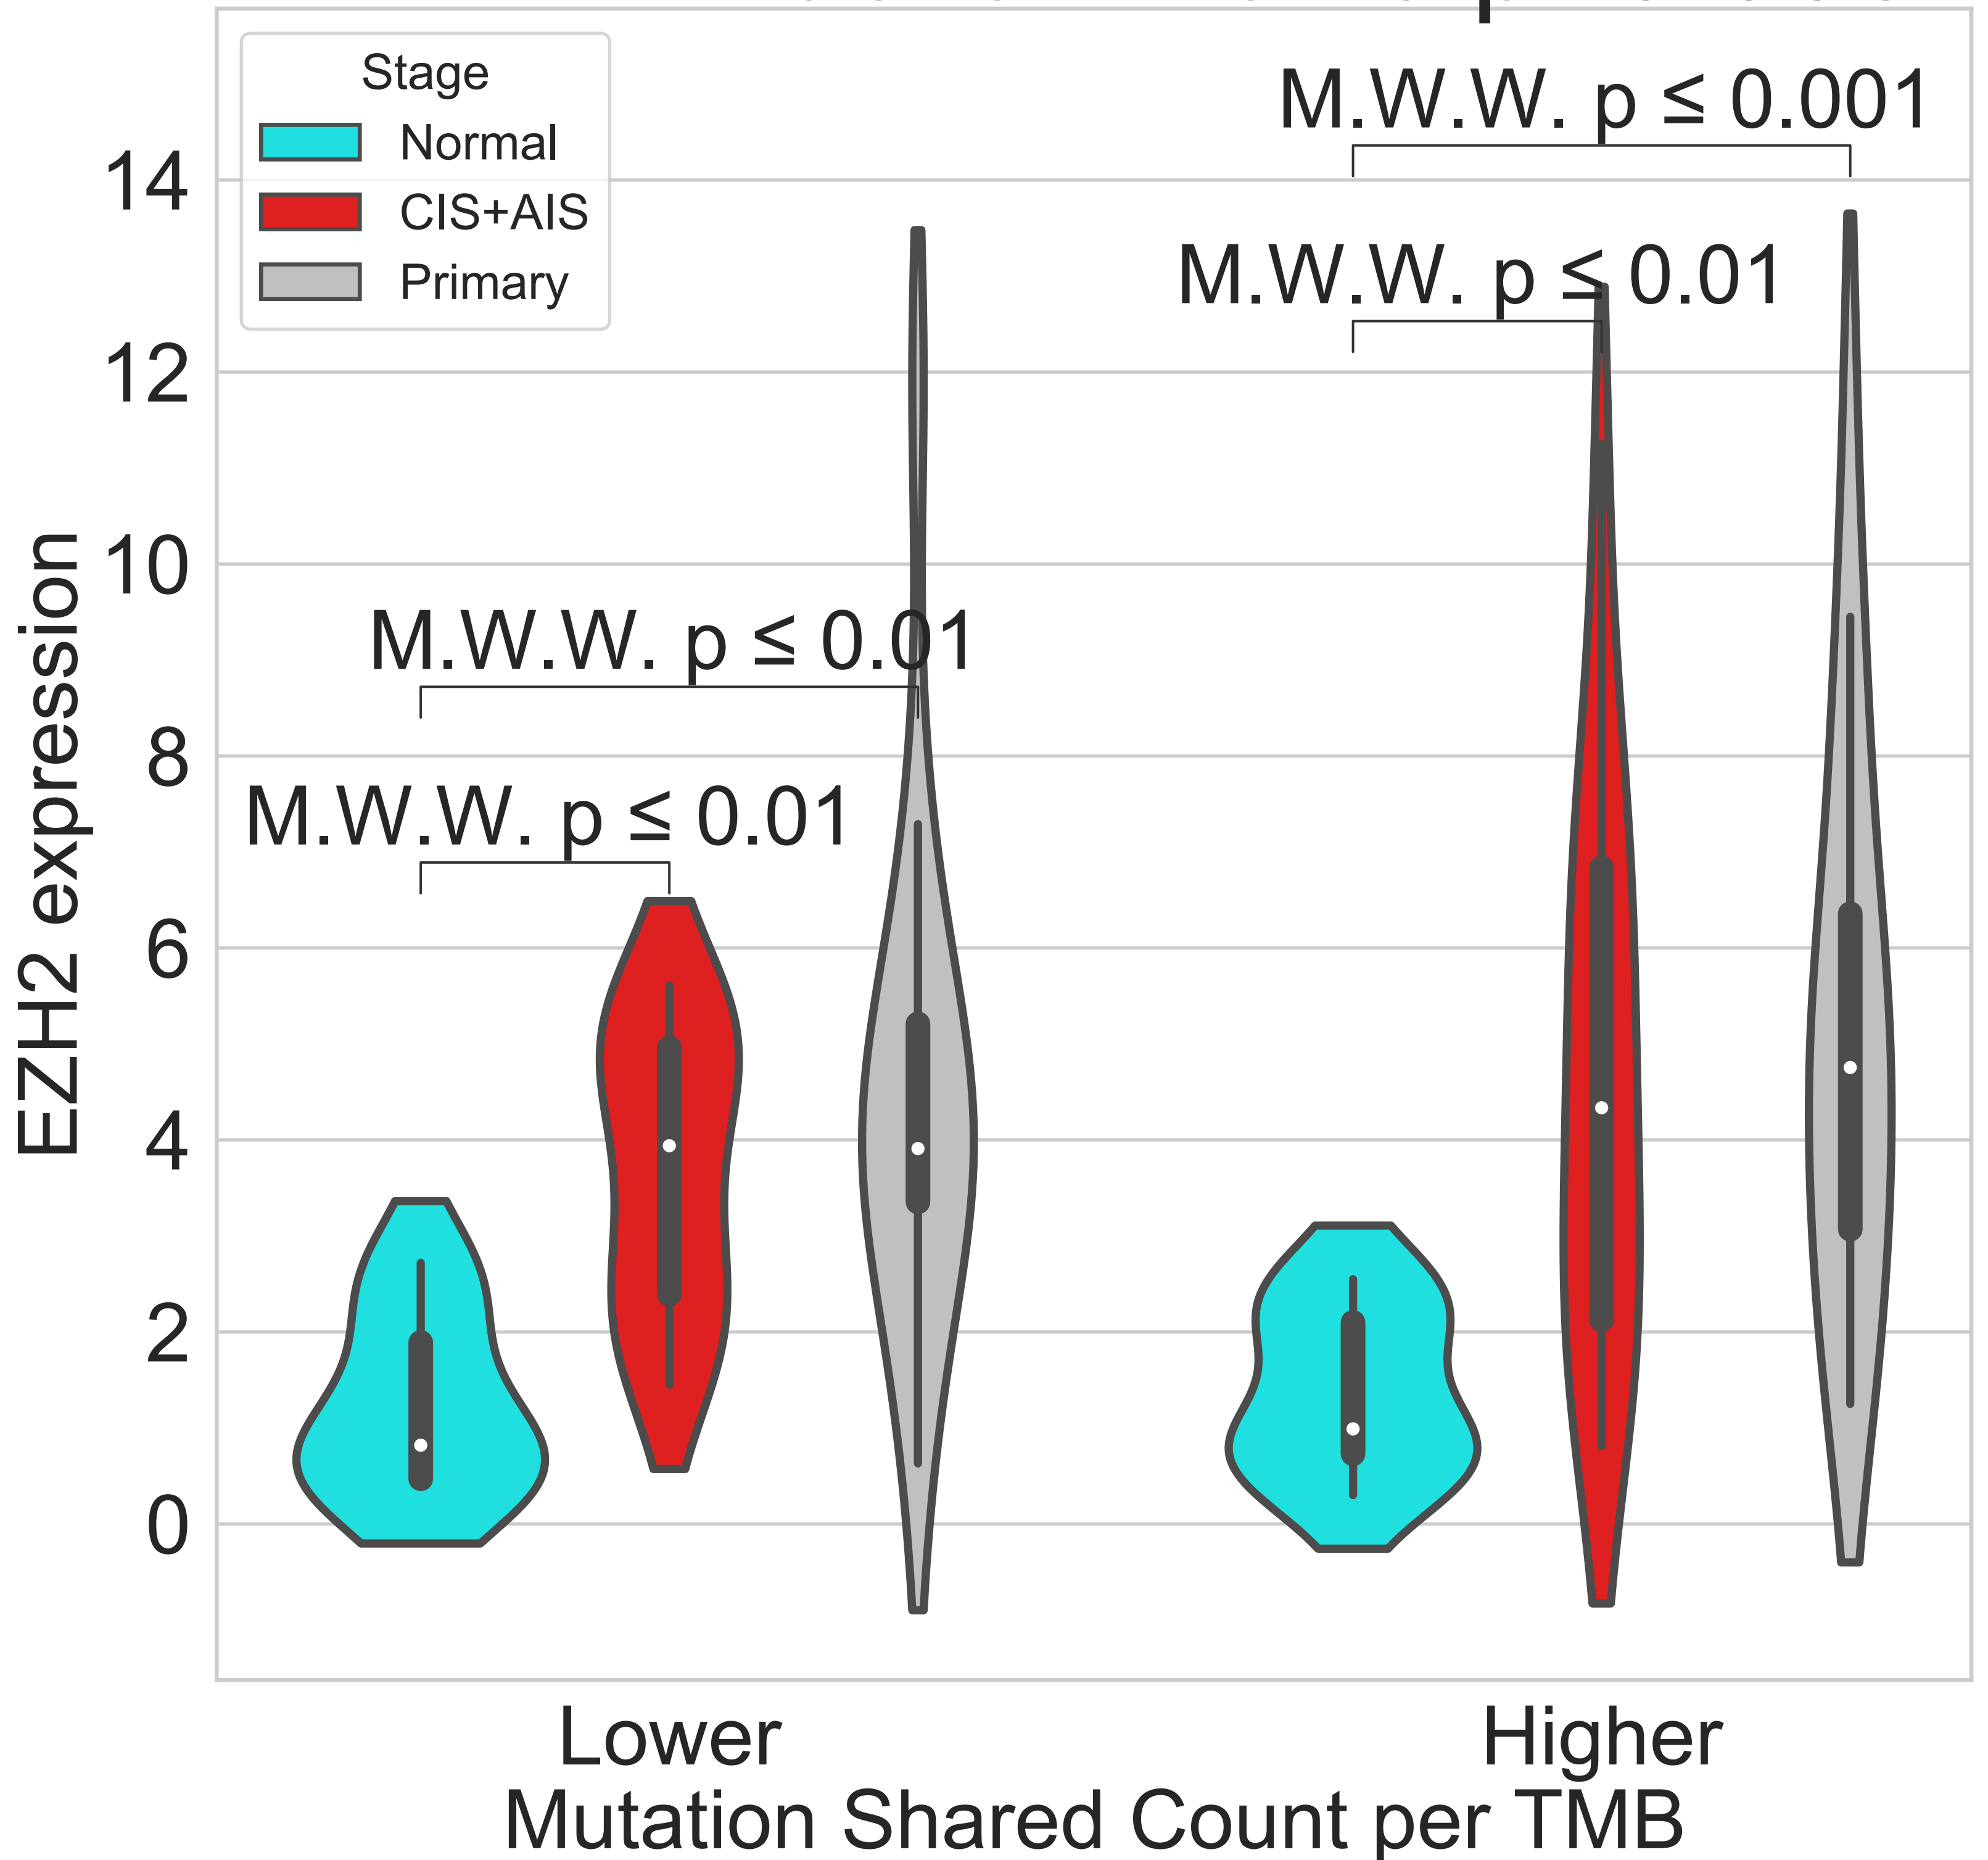 Stage
Normal
CIS+AIS
Primary
M.W.W. p ≤ 0.001
M.W.W. p ≤ 0.01
M.W.W. p ≤ 0.01
M.W.W. p ≤ 0.01
14
12
10
8
6
4
2
0
EZH2 expression
Lower
Higher
Mutation Shared Count per TMB